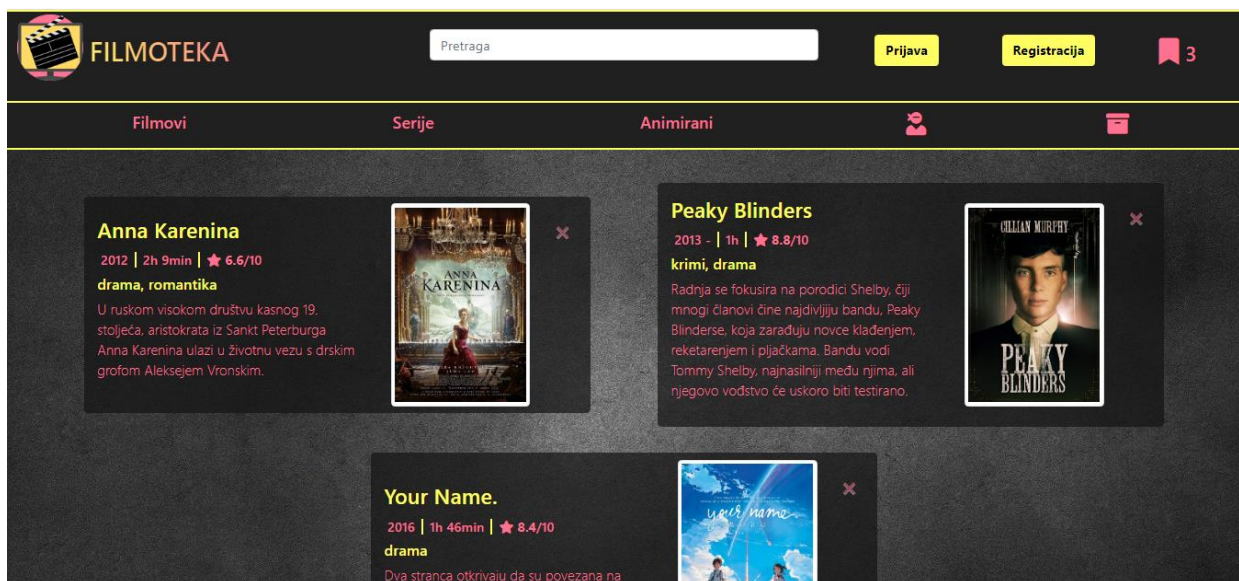 FILMOTEKA
Pretraga
Prijava
Registracija
3
Filmovi
Serije
Animirani
Anna Karenina
2012 | 2h 9min | 6.6/10
drama, romantika
U ruskom visokom društvu kasnog 19.
stoljeća, aristokrata iz Sankt Peterburga
Anna Karenina ulazi u životnu vezu s drskim
grofom Aleksejem Vronskim.
ANNA
KARENINA
Peaky Blinders
2013 - | 1h | 8.8/10
krimi, drama
Radnja se fokusira na porodici Shelby, čiji
mnogi članovi čine najdivljiju bandu, Peaky
Blinderse, koja zarađuju novce klađenjem,
reketarenjem i pljačkama. Bandu vodi
Tommy Shelby, najnasilniji među njima, ali
njegovo vođstvo će uskoro biti testirano.
CILLIAN MURPHY
PEAKY
BLINDERS
Your Name.
2016 | 1h 46min | 8.4/10
drama
Dva stranca otkrivaju da su povezana na
your name.